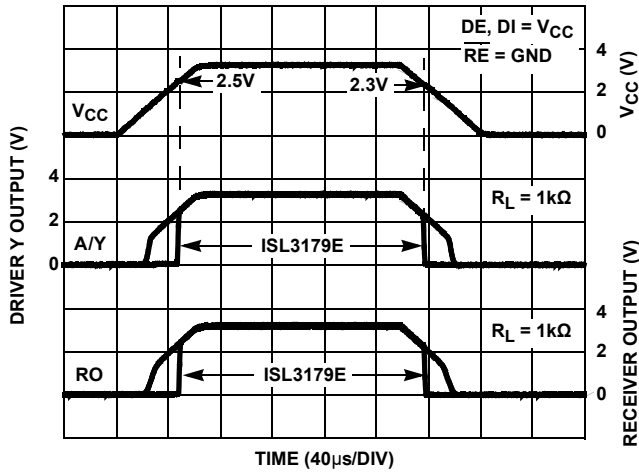 DE, DI = VCC
RE = GND
4
2.5V
2.3V
2
VCC
0
VCC (V)
4
RL = 1kΩ
2
A/Y
ISL3179E
0
DRIVER Y OUTPUT (V)
4
RL = 1kΩ
2
RO
ISL3179E
0
RECEIVER OUTPUT (V)
TIME (40µs/DIV)